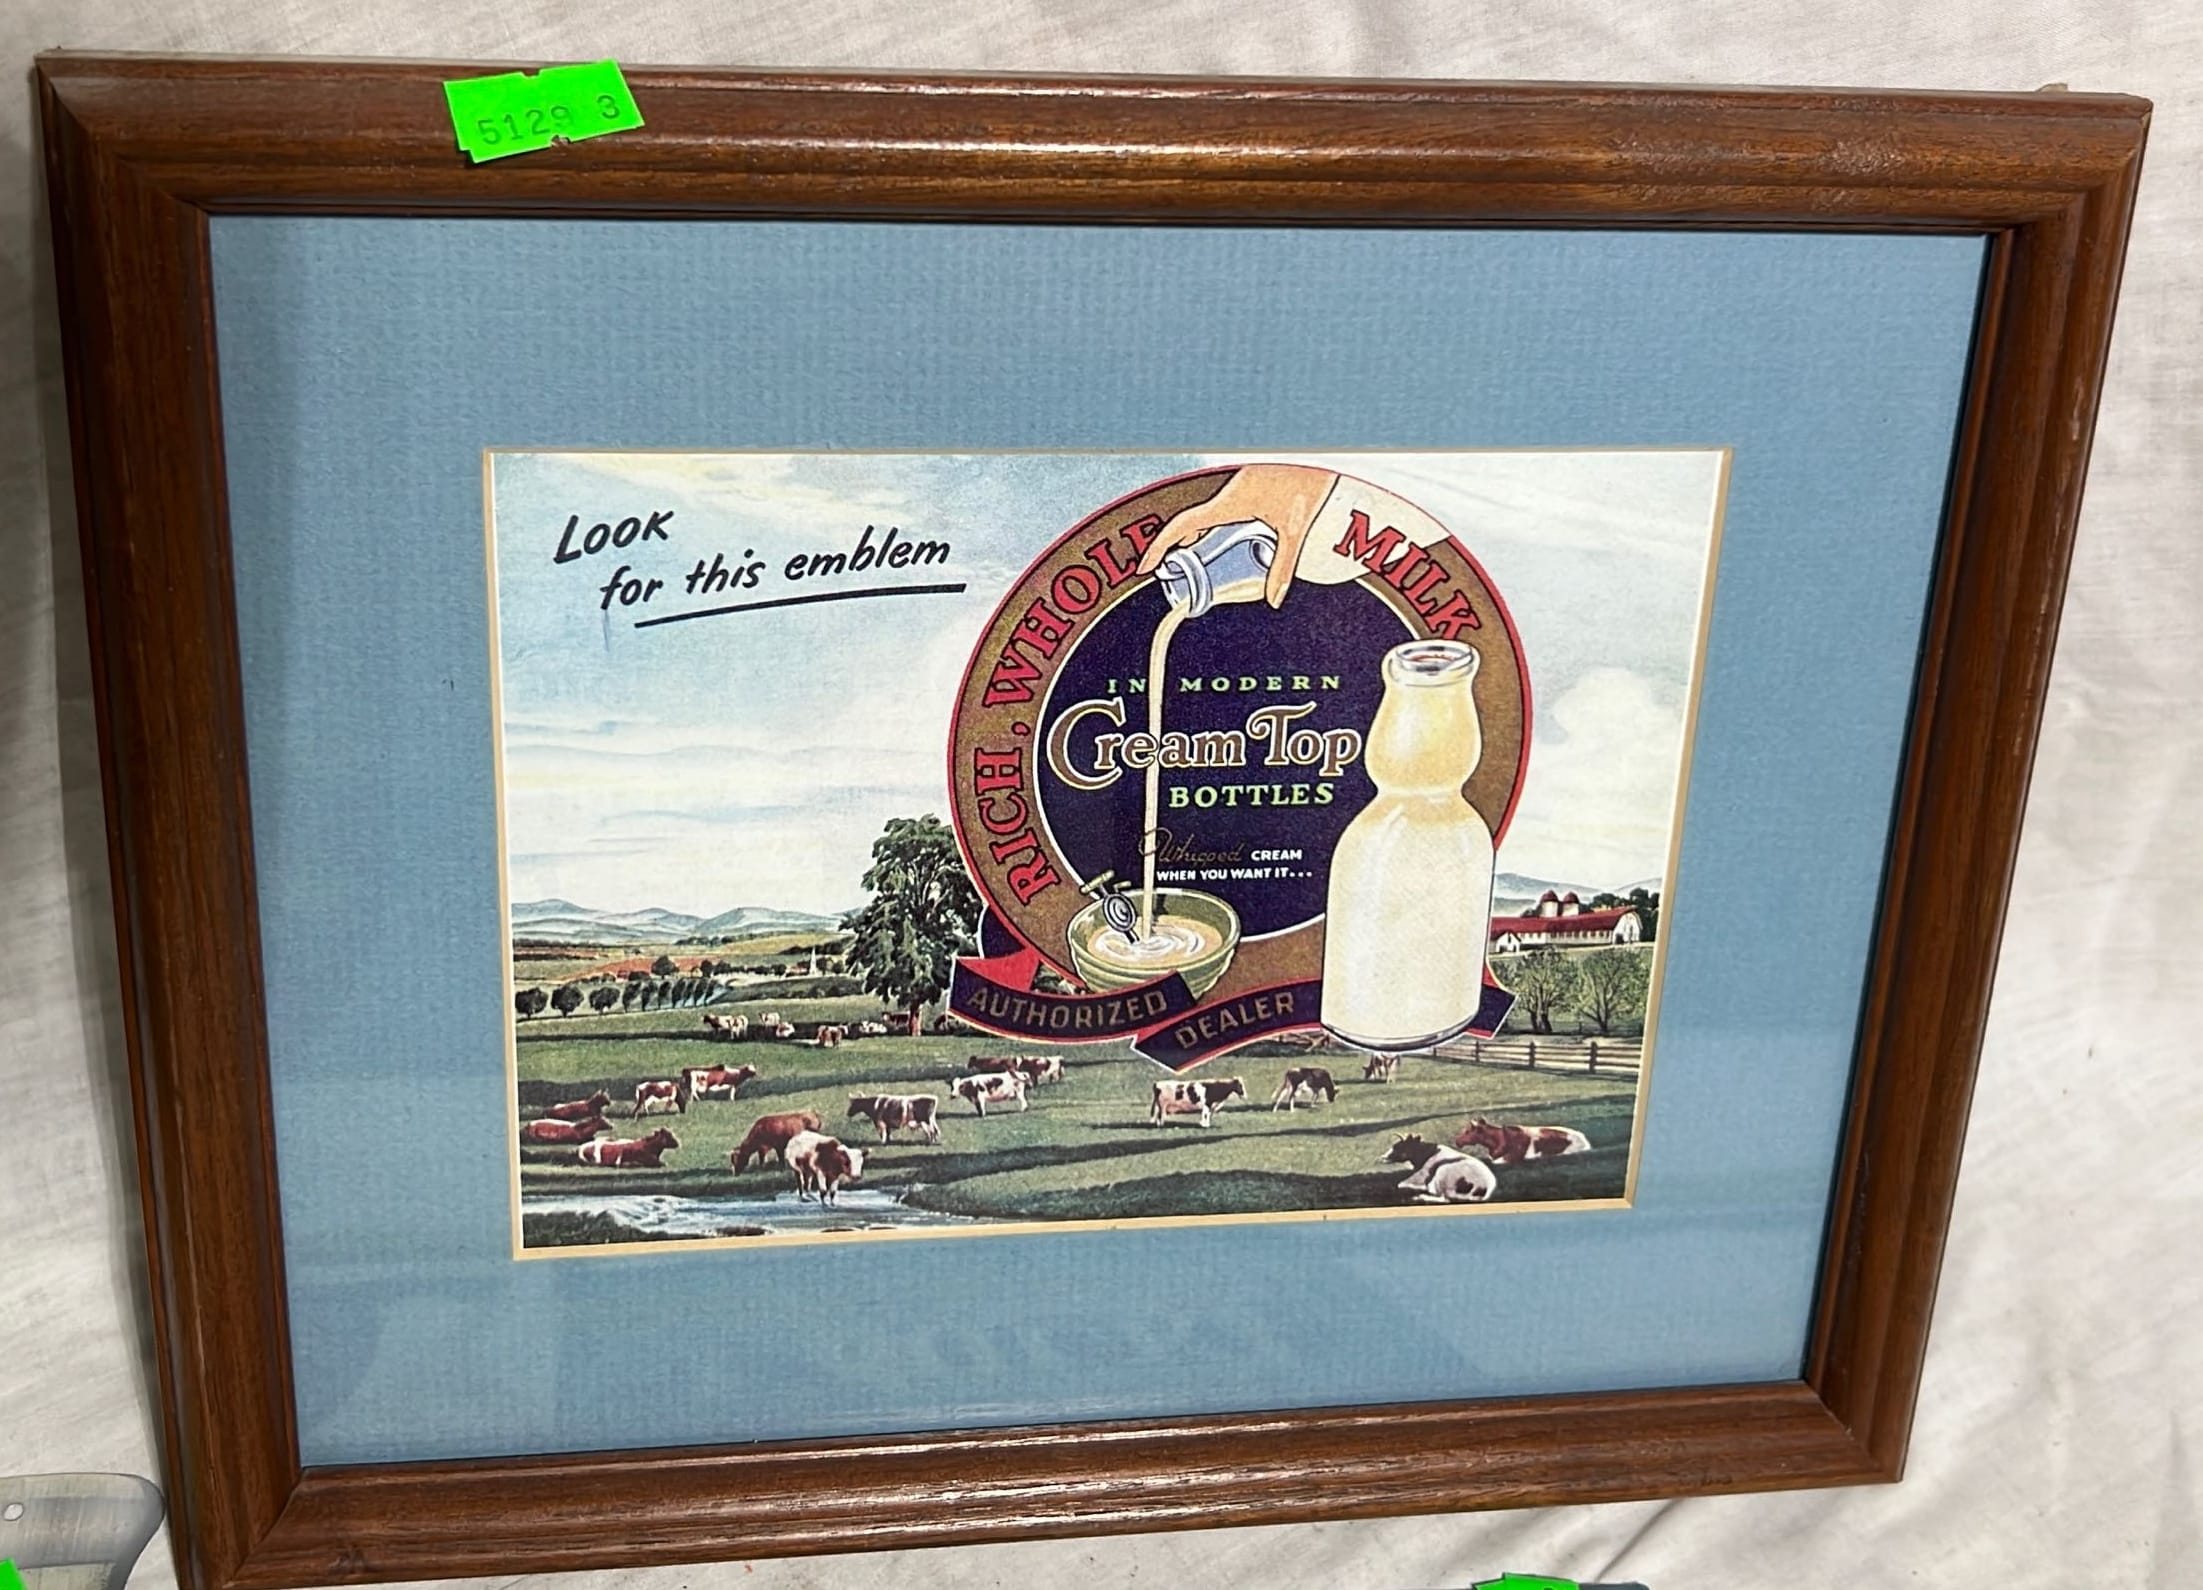 5129 3
Look
for this emblem
RICH, WHOLE MILK
IN MODERN
Cream Top
BOTTLES
Whipped CREAM
WHEN YOU WANT IT...
AUTHORIZED
DEALER